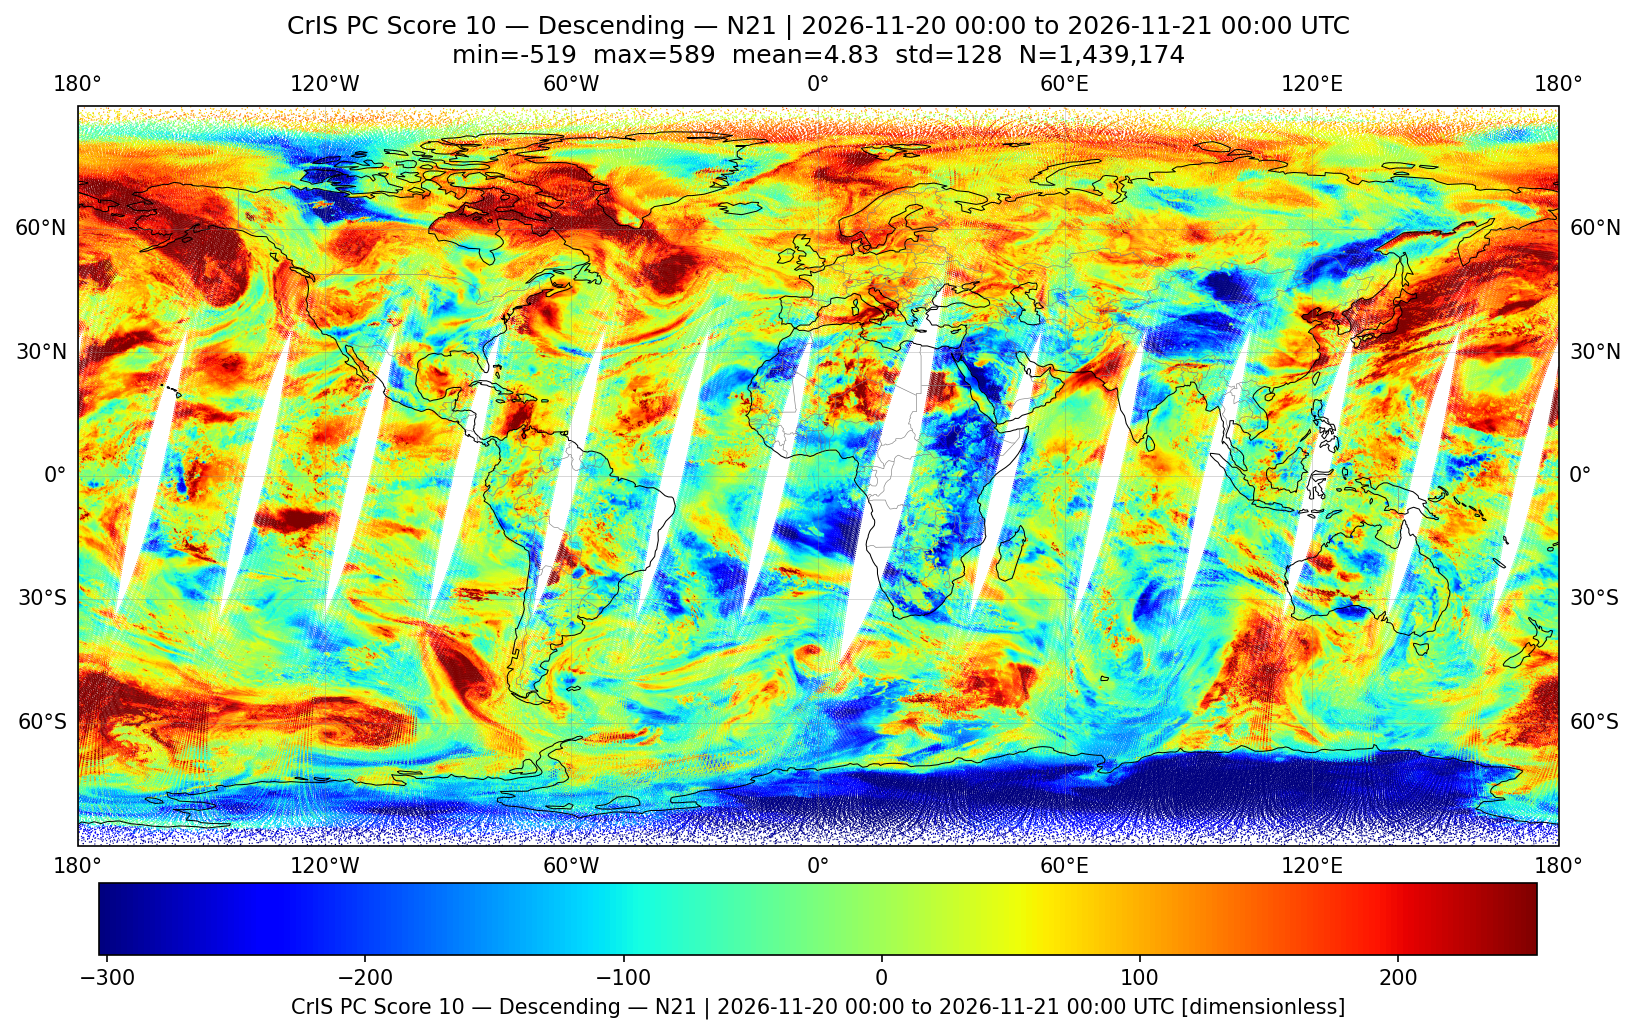 CrIS PC Score 10 — Descending — N21 | 2026-11-20 00:00 to 2026-11-21 00:00 UTC
min=-519  max=589  mean=4.83  std=128  N=1,439,174
180° 120°W 60°W 0° 60°E 120°E 180°
60°N 60°N
30°N 30°N
0° 0°
30°S 30°S
60°S 60°S
180° 120°W 60°W 0° 60°E 120°E 180°
−300 −200 −100 0 100 200
CrIS PC Score 10 — Descending — N21 | 2026-11-20 00:00 to 2026-11-21 00:00 UTC [dimensionless]